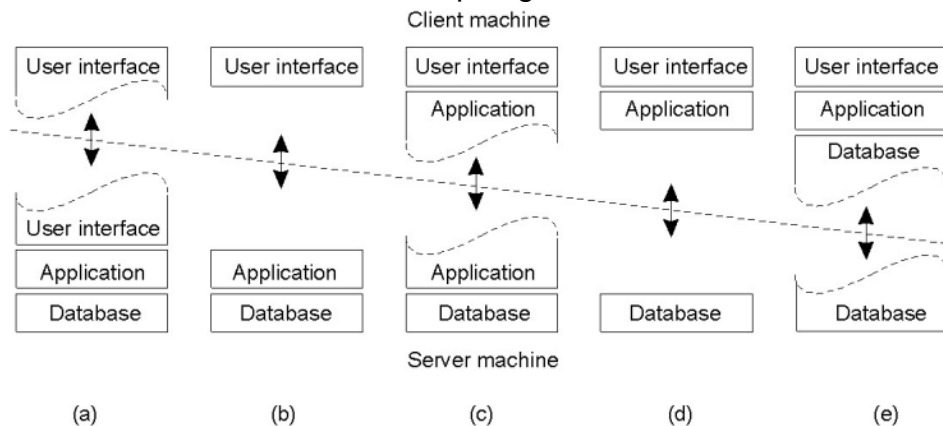 Client machine
User interface User interface User interface User interface User interface
Application Application Application
Database
User interface
Application Application Application
Database Database Database Database Database
Server machine
(a) (b) (c) (d) (e)